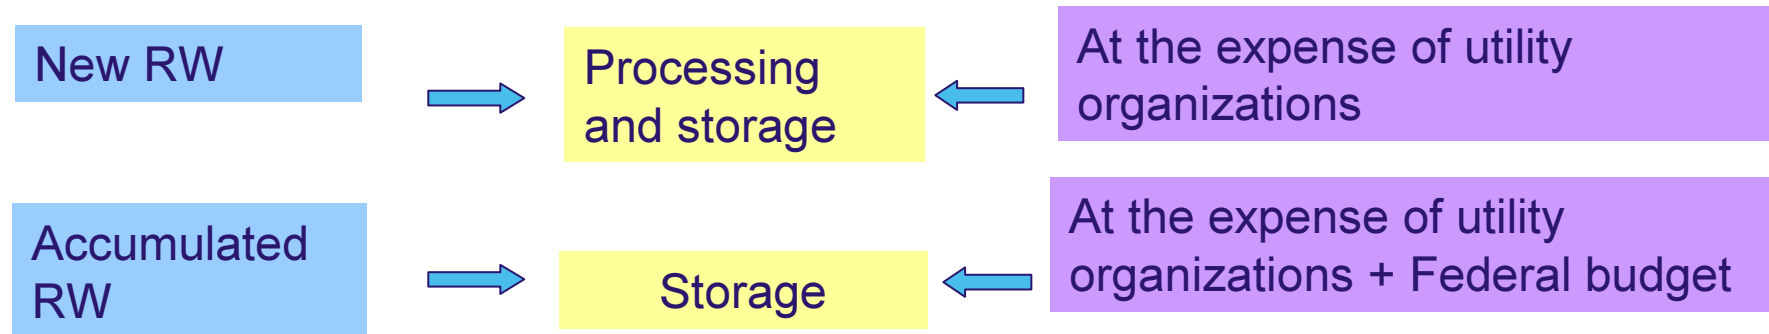 New RW
Processing
and storage
At the expense of utility
organizations
Accumulated
RW
Storage
At the expense of utility
organizations + Federal budget